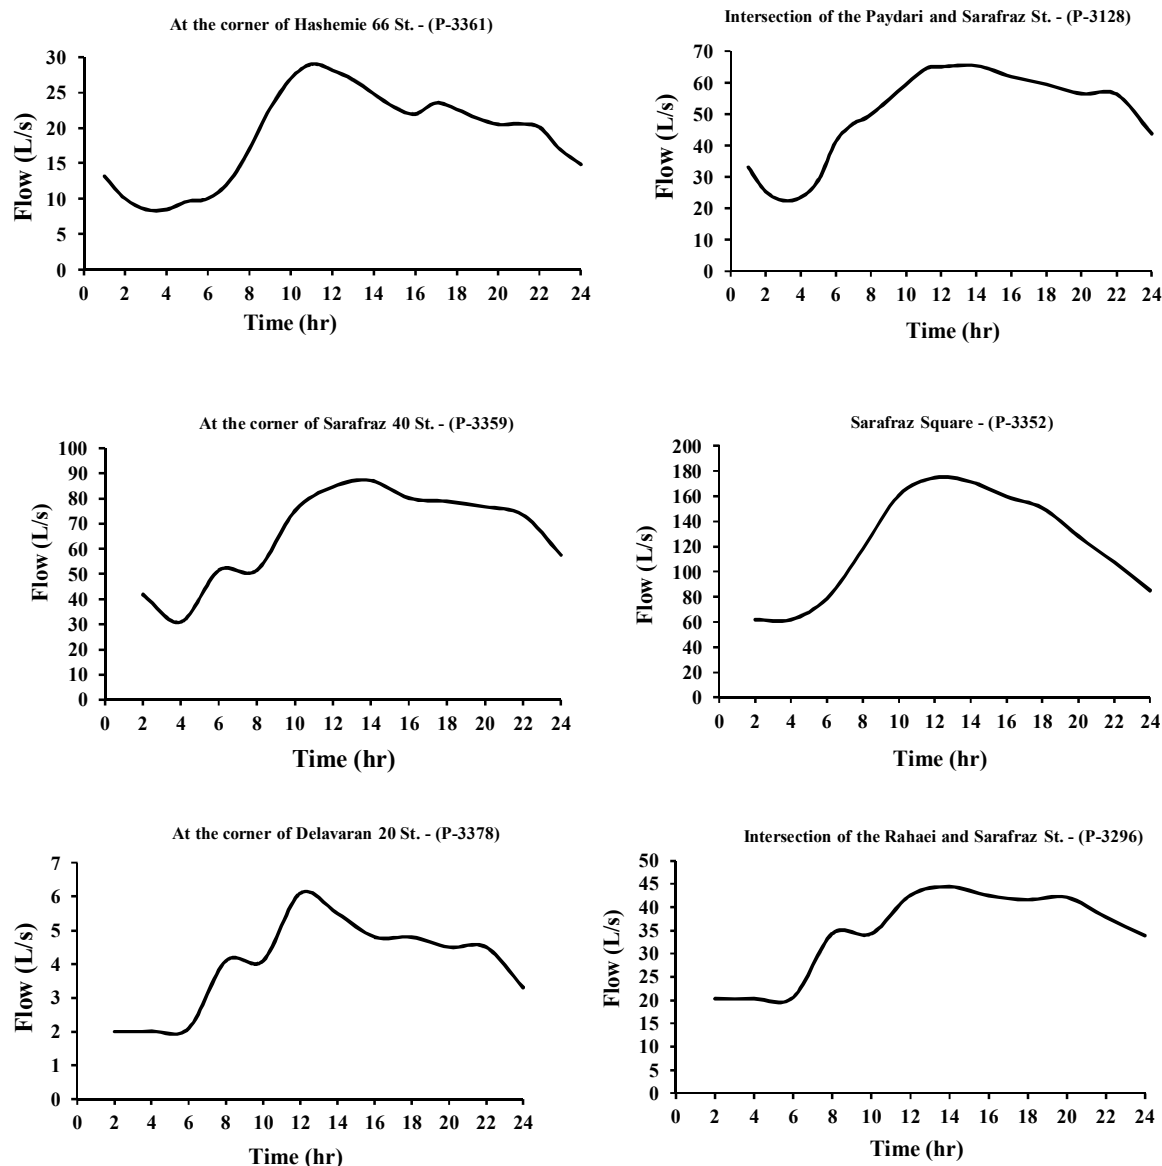 At the corner of Hashemie 66 St. - (P-3361)
30
25
20
15
10
5
0
Flow (L/s)
0 2 4 6 8 10 12 14 16 18 20 22 24
Time (hr)
Intersection of the Paydari and Sarafraz St. - (P-3128)
70
60
50
40
30
20
10
0
Flow (L/s)
0 2 4 6 8 10 12 14 16 18 20 22 24
Time (hr)
At the corner of Sarafraz 40 St. - (P-3359)
100
90
80
70
60
50
40
30
20
10
0
Flow (L/s)
0 2 4 6 8 10 12 14 16 18 20 22 24
Time (hr)
Sarafraz Square - (P-3352)
200
180
160
140
120
100
80
60
40
20
0
Flow (L/s)
0 2 4 6 8 10 12 14 16 18 20 22 24
Time (hr)
At the corner of Delavaran 20 St. - (P-3378)
7
6
5
4
3
2
1
0
Flow (L/s)
0 2 4 6 8 10 12 14 16 18 20 22 24
Time (hr)
Intersection of the Rahaei and Sarafraz St. - (P-3296)
50
45
40
35
30
25
20
15
10
5
0
Flow (L/s)
0 2 4 6 8 10 12 14 16 18 20 22 24
Time (hr)